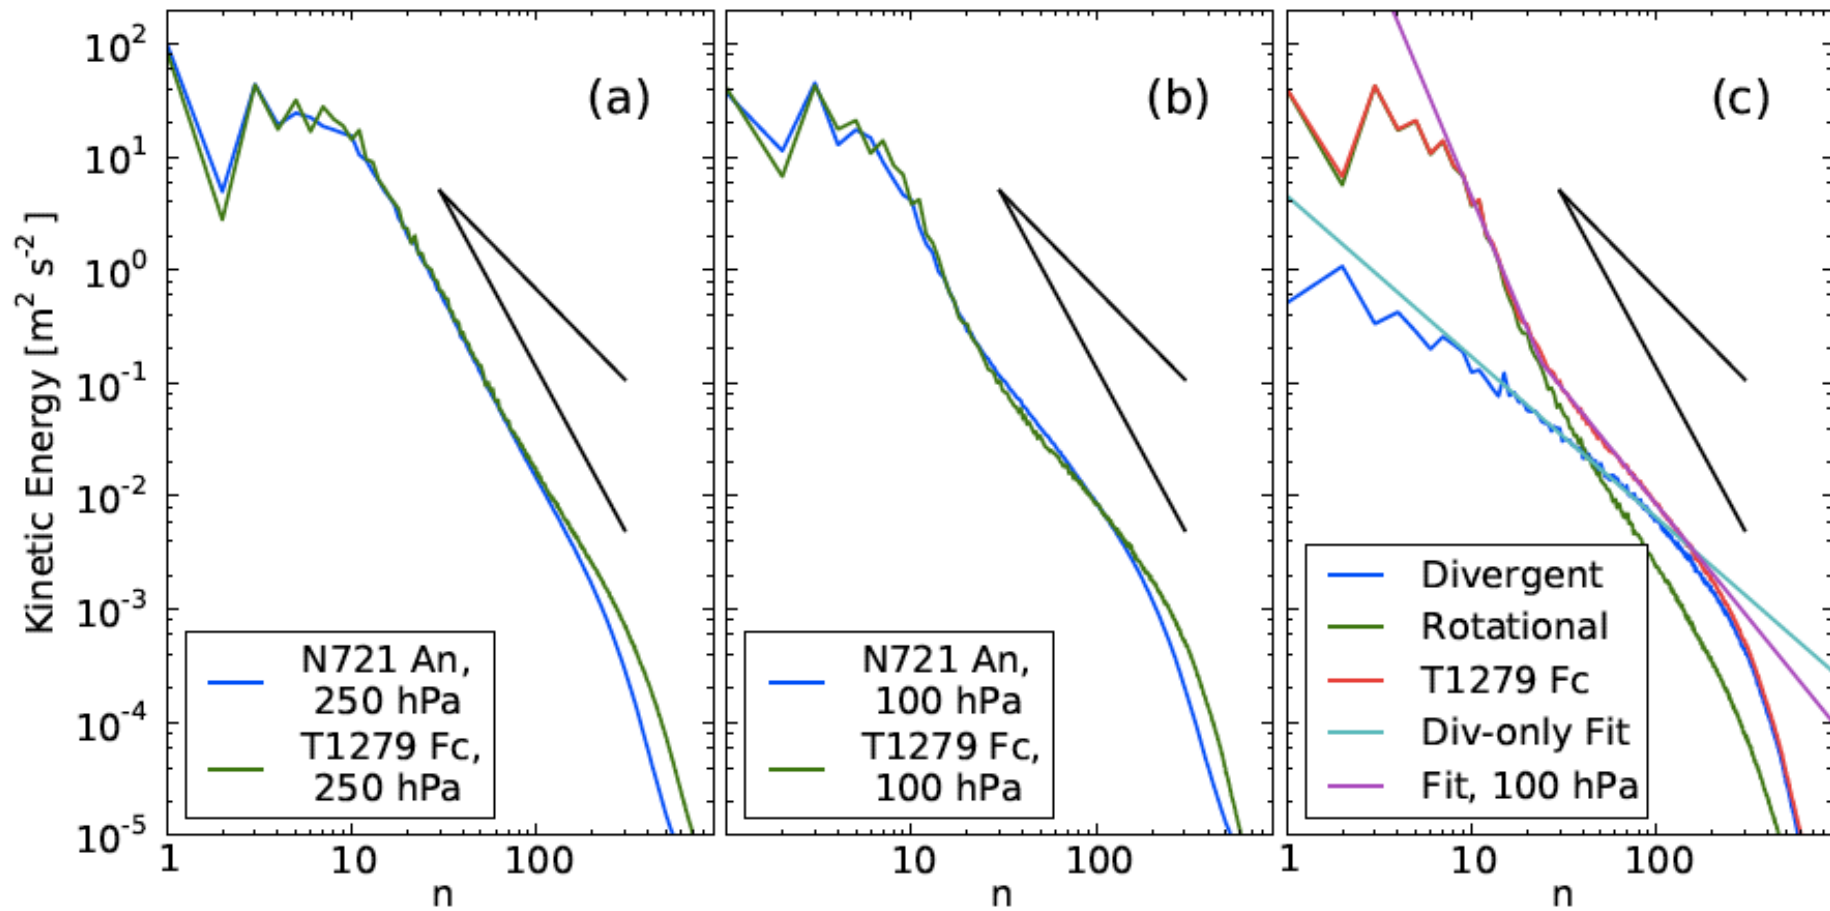 Kinetic Energy [m² s⁻²]
10²
10¹
10⁰
10⁻¹
10⁻²
10⁻³
10⁻⁴
10⁻⁵
(a)
N721 An,
250 hPa
T1279 Fc,
250 hPa
1
10
100
n
(b)
N721 An,
100 hPa
T1279 Fc,
100 hPa
10
100
n
(c)
Divergent
Rotational
T1279 Fc
Div-only Fit
Fit, 100 hPa
1
10
100
n